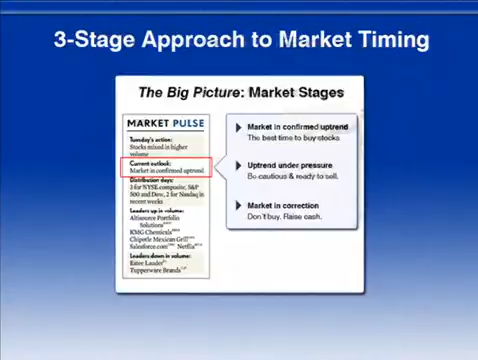 3-Stage Approach to Market Timing
The Big Picture: Market Stages
MARKET PULSE
Tuesday's action:
Stocks mixed in higher
volume
Current outlook:
Market in confirmed uptrend
Distribution days:
3 for NYSE composite, S&P
500 and Dow, 2 for Nasdaq in
recent weeks
Leaders up in volume:
Altisource Portfolio
Solutions
KMG Chemicals
Chipotle Mexican Grill
Salesforce.com Netflix
Leaders down in volume:
Estee Lauder
Tupperware Brands
Market in confirmed uptrend
The best time to buy stocks.
Uptrend under pressure
Be cautious & ready to sell.
Market in correction
Don't buy. Raise cash.